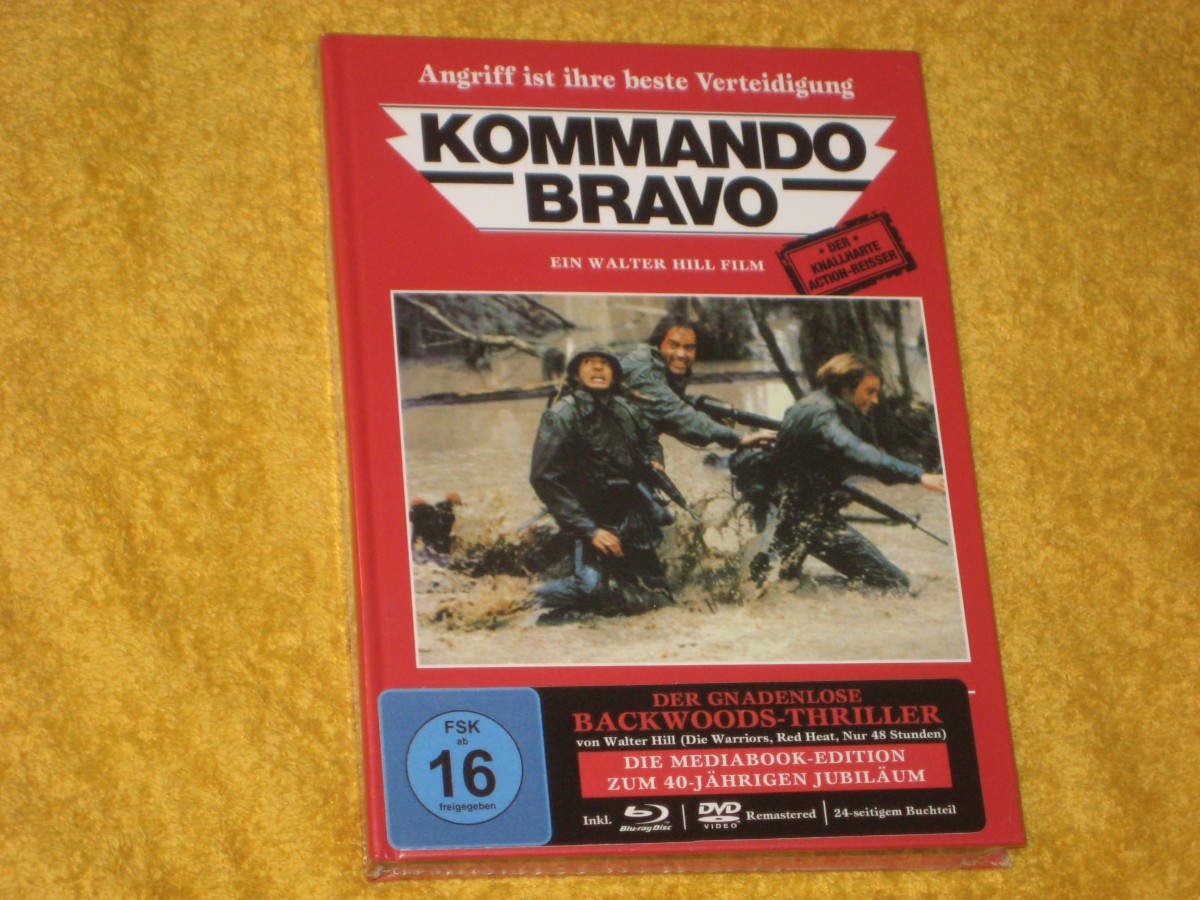 Angriff ist ihre beste Verteidigung
KOMMANDO
BRAVO
EIN WALTER HILL FILM
• DER •
KNALLHARTE
ACTION-REISSER
FSK
ab
16
freigegeben
DER GNADENLOSE
BACKWOODS-THRILLER
von Walter Hill (Die Warriors, Red Heat, Nur 48 Stunden)
DIE MEDIABOOK-EDITION
ZUM 40-JÄHRIGEN JUBILÄUM
Inkl. Blu-ray Disc | DVD VIDEO Remastered | 24-seitigem Buchteil